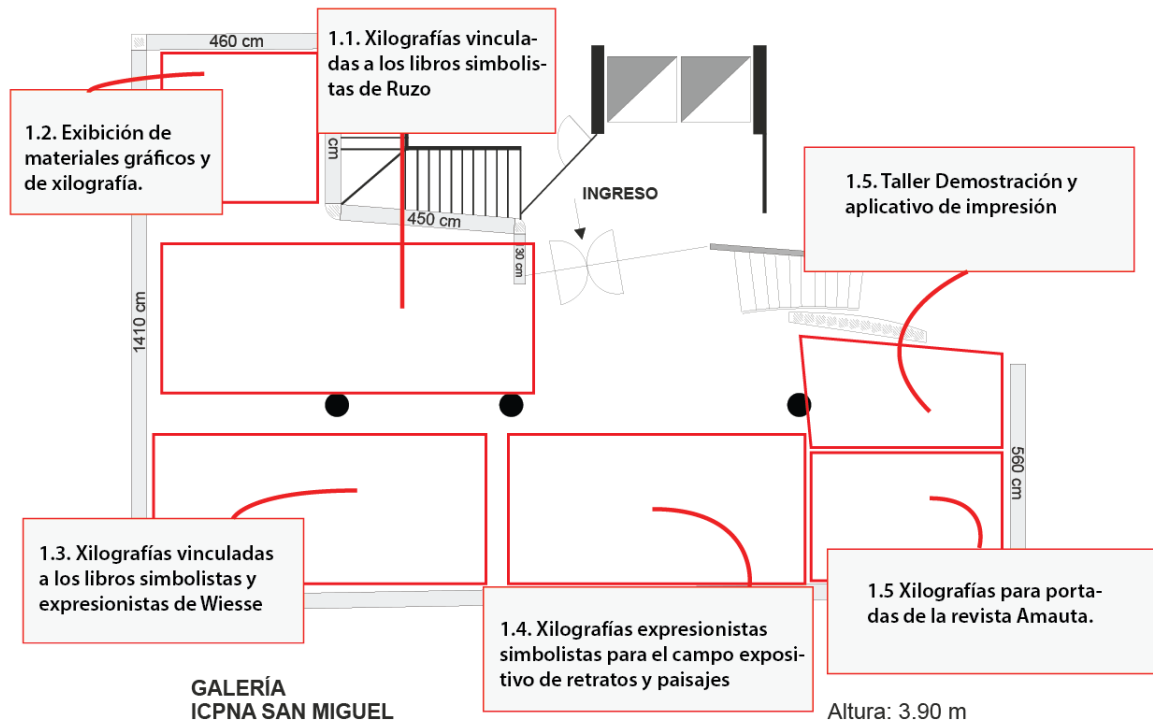 460 cm
1.1. Xilografías vincula-
das a los libros simbolis-
tas de Ruzo
1.2. Exibición de
materiales gráficos y
de xilografía.
cm
450 cm
30 cm
INGRESO
1.5. Taller Demostración y
aplicativo de impresión
1410 cm
560 cm
1.3. Xilografías vinculadas
a los libros simbolistas y
expresionistas de Wiesse
1.4. Xilografías expresionistas
simbolistas para el campo exposi-
tivo de retratos y paisajes
1.5 Xilografías para porta-
das de la revista Amauta.
GALERÍA
ICPNA SAN MIGUEL
Altura: 3.90 m